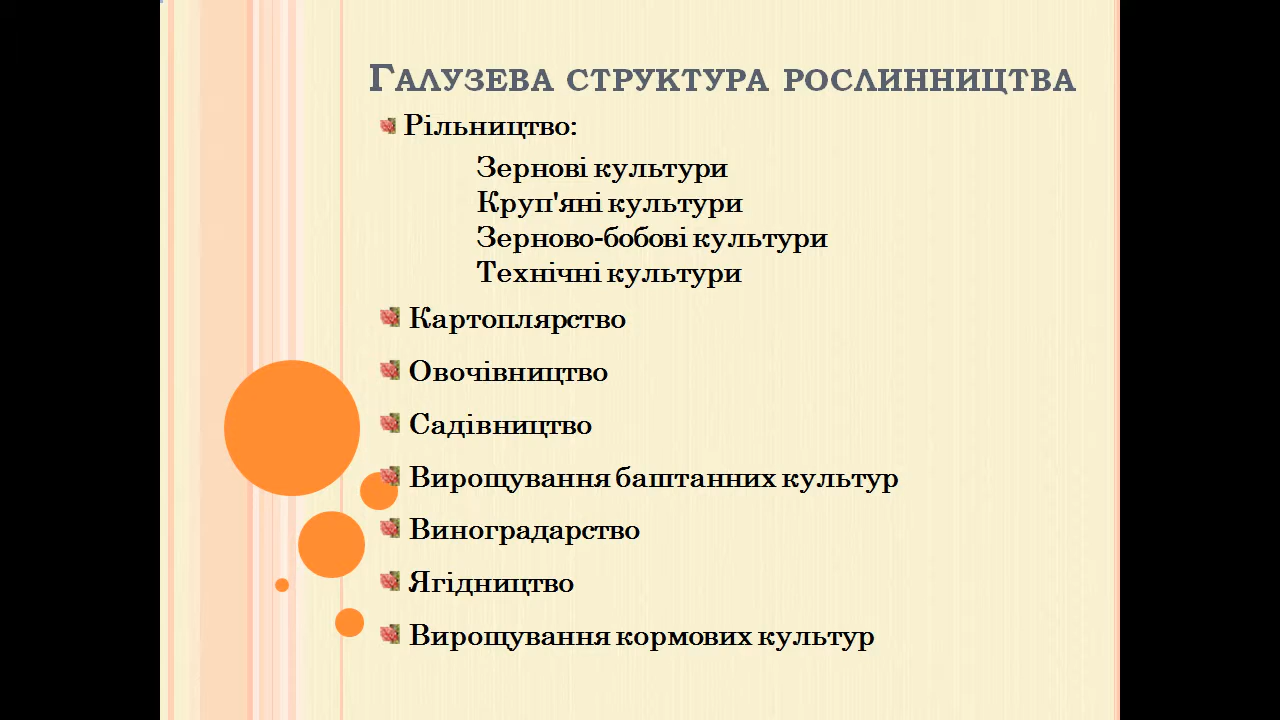 Галузева структура рослинництва
Рільництво:
Зернові культури
Круп'яні культури
Зерново-бобові культури
Технічні культури
Картоплярство
Овочівництво
Садівництво
Вирощування баштанних культур
Виноградарство
Ягідництво
Вирощування кормових культур